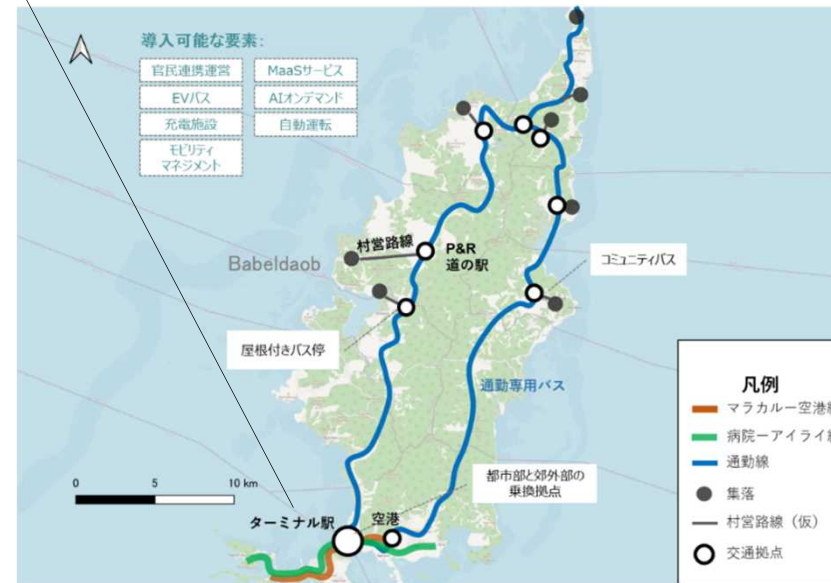 導入可能な要素:
官民連携運営
MaaSサービス
EVバス
AIオンデマンド
充電施設
自動運転
モビリティ
マネジメント
村営路線
P&R
道の駅
Babeldaob
コミュニティバス
屋根付きバス停
通勤専用バス
凡例
マラカルー空港線
病院ーアイライ線
通勤線
集落
村営路線（仮）
交通拠点
0 5 10 km
都市部と郊外部の
乗換拠点
ターミナル駅
空港